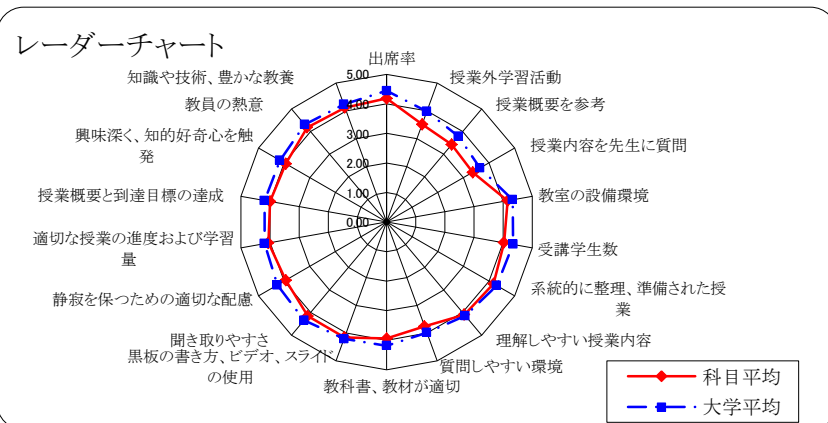 レーダーチャート
出席率
授業外学習活動
授業概要を参考
授業内容を先生に質問
教室の設備環境
受講学生数
系統的に整理、準備された授
業
理解しやすい授業内容
質問しやすい環境
教科書、教材が適切
黒板の書き方、ビデオ、スライド
の使用
聞き取りやすさ
静寂を保つための適切な配慮
適切な授業の進度および学習
量
授業概要と到達目標の達成
興味深く、知的好奇心を触
発
教員の熱意
知識や技術、豊かな教養
5.00
4.00
3.00
2.00
1.00
0.00
科目平均
大学平均